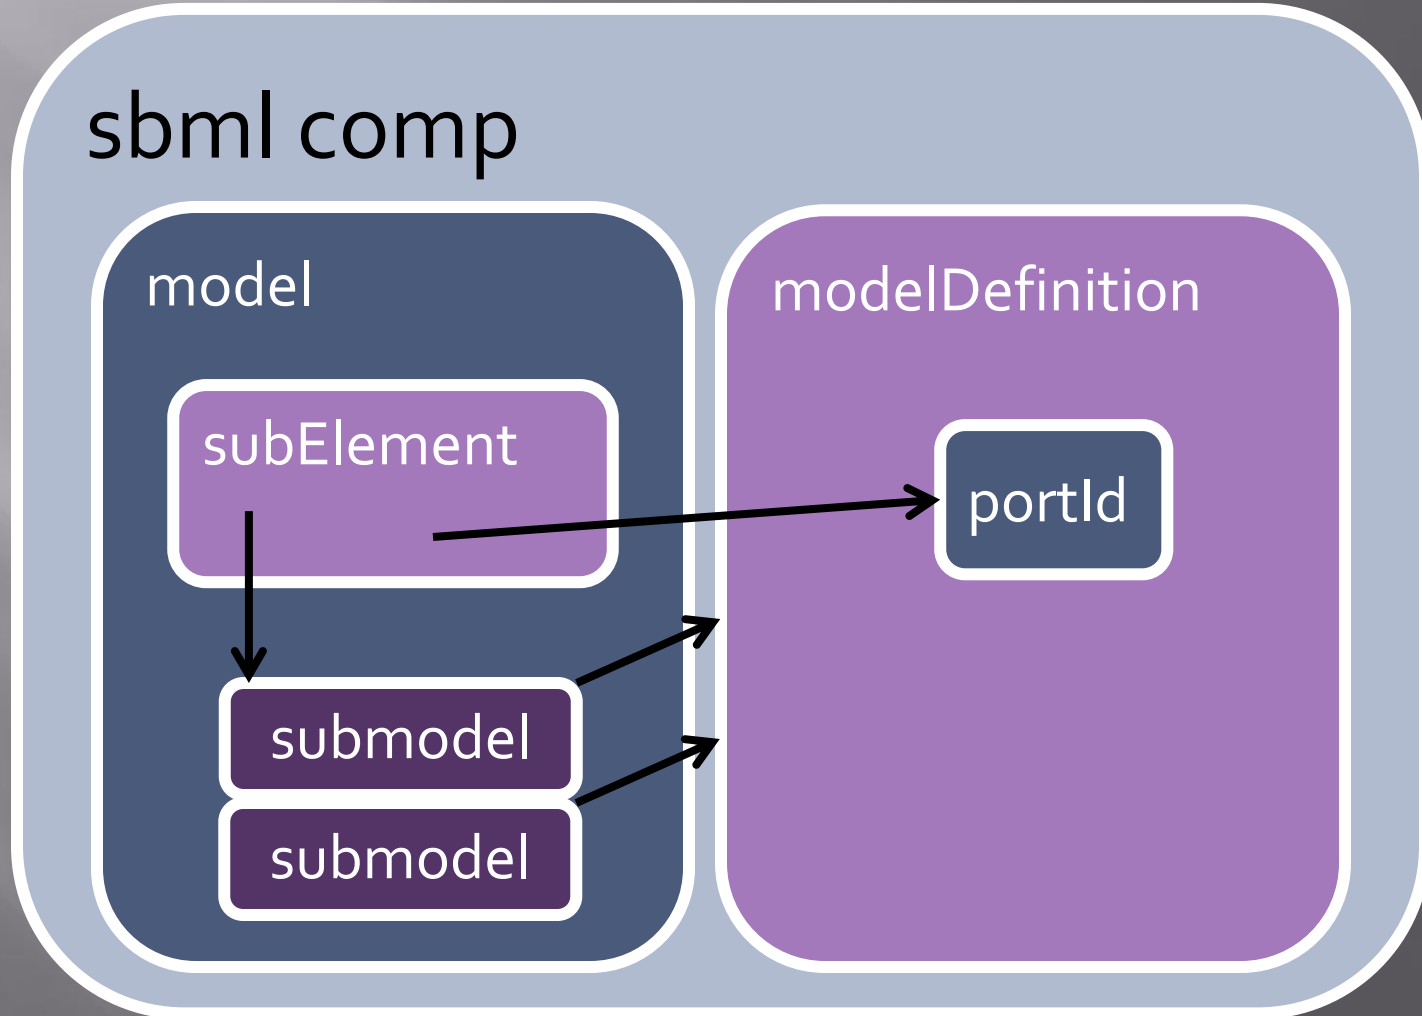 sbml comp
model
modelDefinition
subElement
portId
submodel
submodel